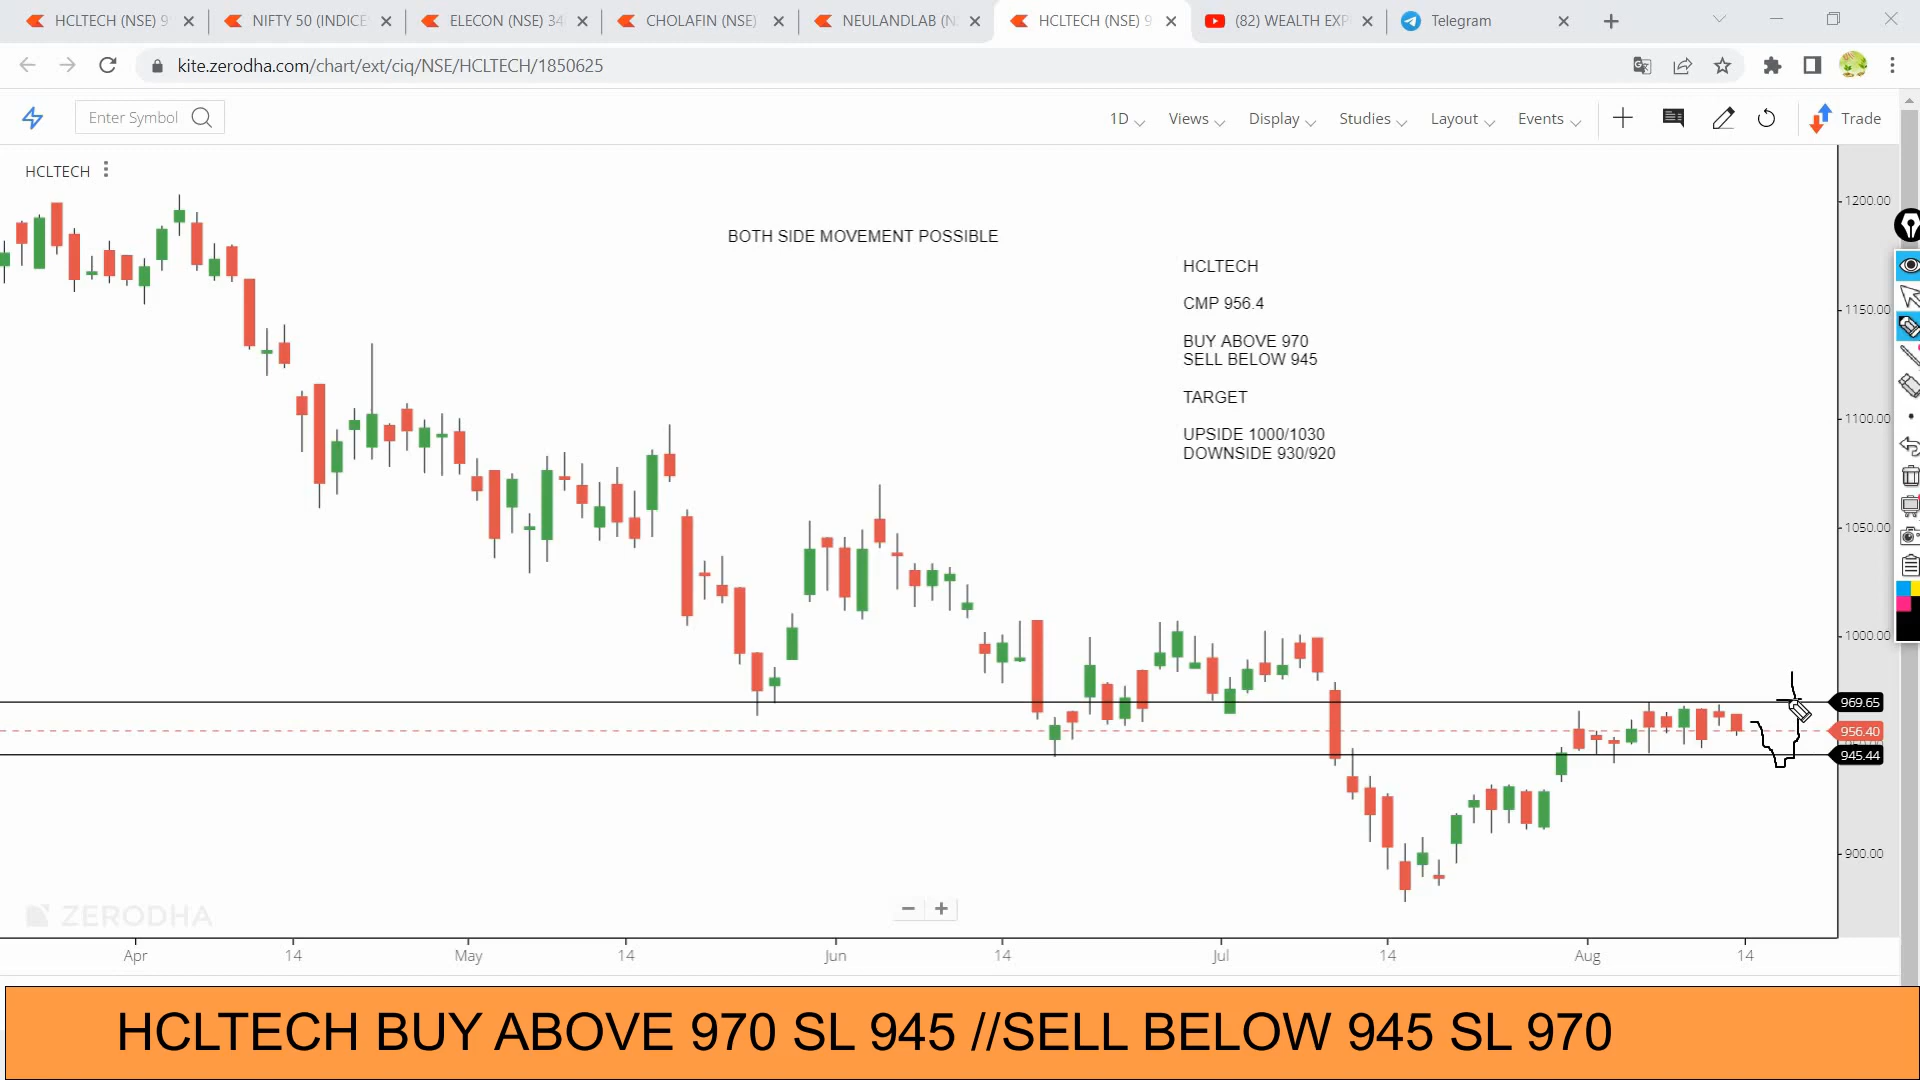 HCLTECH (NSE) 9
NIFTY 50 (INDICE
ELECON (NSE) 34
CHOLAFIN (NSE)
NEULANDLAB (N
HCLTECH (NSE) 9
(82) WEALTH EXP
Telegram
kite.zerodha.com/chart/ext/ciq/NSE/HCLTECH/1850625
Enter Symbol
1D
Views
Display
Studies
Layout
Events
Trade
HCLTECH
BOTH SIDE MOVEMENT POSSIBLE
HCLTECH
CMP 956.4
BUY ABOVE 970
SELL BELOW 945
TARGET
UPSIDE 1000/1030
DOWNSIDE 930/920
1200.00
1150.00
1100.00
1050.00
1000.00
969.65
956.40
945.44
900.00
ZERODHA
Apr
14
May
14
Jun
14
Jul
14
Aug
14
HCLTECH BUY ABOVE 970 SL 945 //SELL BELOW 945 SL 970